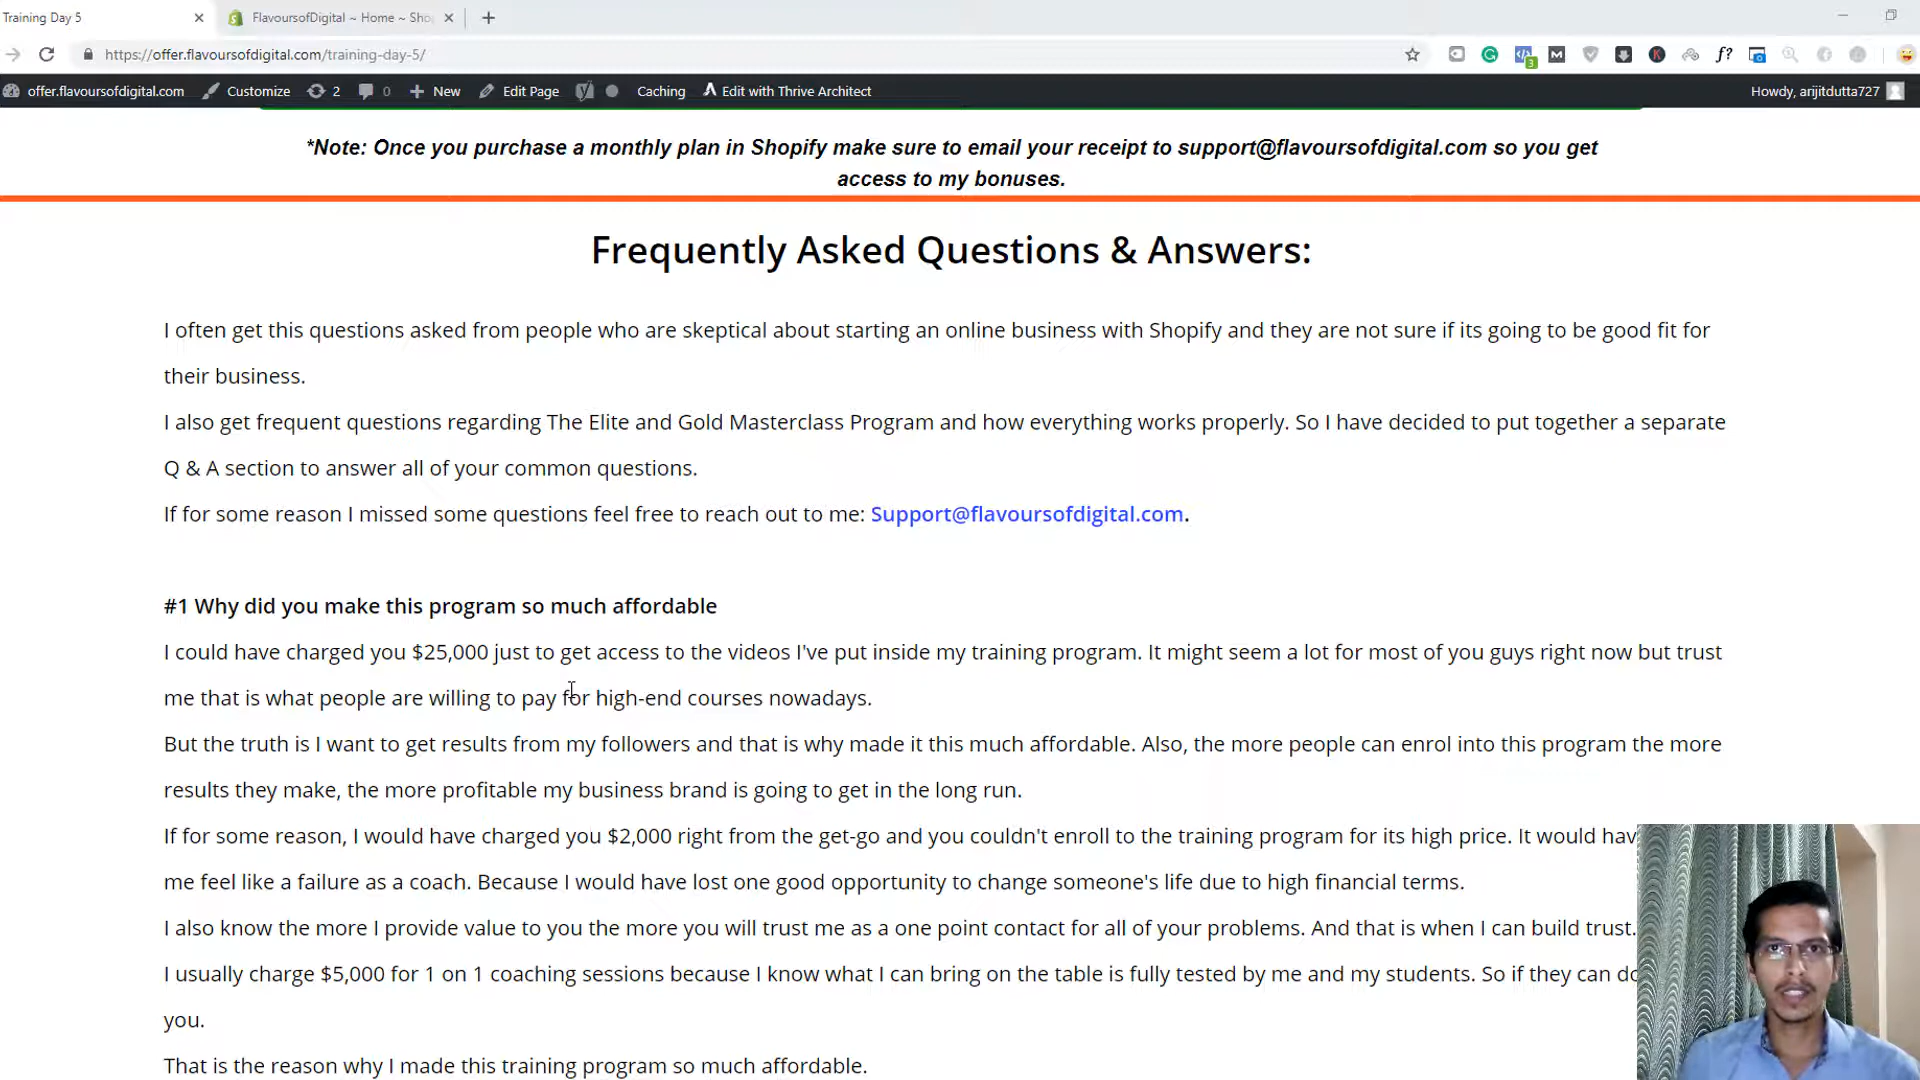 Training Day 5
FlavoursofDigital ~ Home ~ Sho
https://offer.flavoursofdigital.com/training-day-5/
offer.flavoursofdigital.com Customize 2 0 New Edit Page Caching Edit with Thrive Architect Howdy, arijitdutta727
*Note: Once you purchase a monthly plan in Shopify make sure to email your receipt to support@flavoursofdigital.com so you get
access to my bonuses.
Frequently Asked Questions & Answers:
I often get this questions asked from people who are skeptical about starting an online business with Shopify and they are not sure if its going to be good fit for
their business.
I also get frequent questions regarding The Elite and Gold Masterclass Program and how everything works properly. So I have decided to put together a separate
Q & A section to answer all of your common questions.
If for some reason I missed some questions feel free to reach out to me: Support@flavoursofdigital.com.
#1 Why did you make this program so much affordable
I could have charged you $25,000 just to get access to the videos I've put inside my training program. It might seem a lot for most of you guys right now but trust
me that is what people are willing to pay for high-end courses nowadays.
But the truth is I want to get results from my followers and that is why made it this much affordable. Also, the more people can enrol into this program the more
results they make, the more profitable my business brand is going to get in the long run.
If for some reason, I would have charged you $2,000 right from the get-go and you couldn't enroll to the training program for its high price. It would hav
me feel like a failure as a coach. Because I would have lost one good opportunity to change someone's life due to high financial terms.
I also know the more I provide value to you the more you will trust me as a one point contact for all of your problems. And that is when I can build trust.
I usually charge $5,000 for 1 on 1 coaching sessions because I know what I can bring on the table is fully tested by me and my students. So if they can do
you.
That is the reason why I made this training program so much affordable.